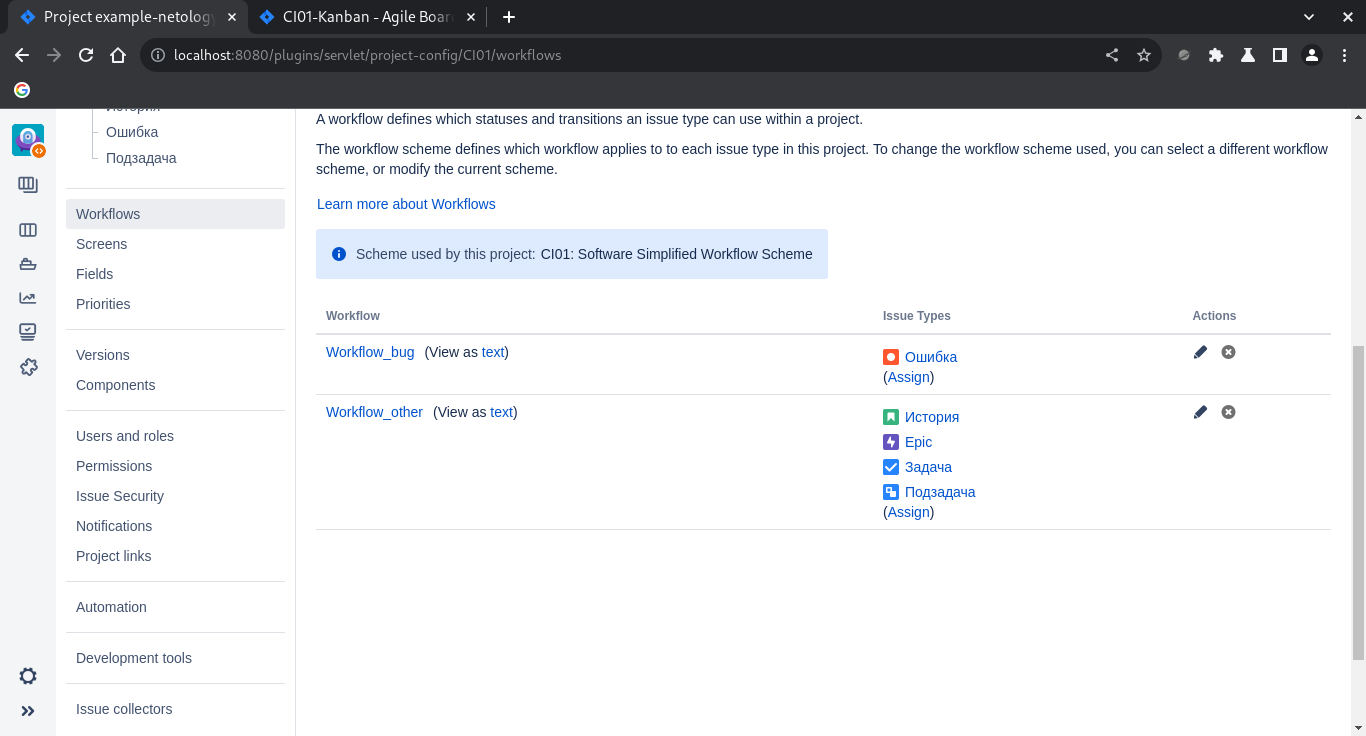 Project example-netology
CI01-Kanban - Agile Board
localhost:8080/plugins/servlet/project-config/CI01/workflows
История
Ошибка
Подзадача
Workflows
Screens
Fields
Priorities
Versions
Components
Users and roles
Permissions
Issue Security
Notifications
Project links
Automation
Development tools
Issue collectors
A workflow defines which statuses and transitions an issue type can use within a project.
The workflow scheme defines which workflow applies to to each issue type in this project. To change the workflow scheme used, you can select a different workflow
scheme, or modify the current scheme.
Learn more about Workflows
Scheme used by this project: CI01: Software Simplified Workflow Scheme
Workflow Issue Types Actions
Workflow_bug (View as text) Ошибка
(Assign)
Workflow_other (View as text) История
Epic
Задача
Подзадача
(Assign)